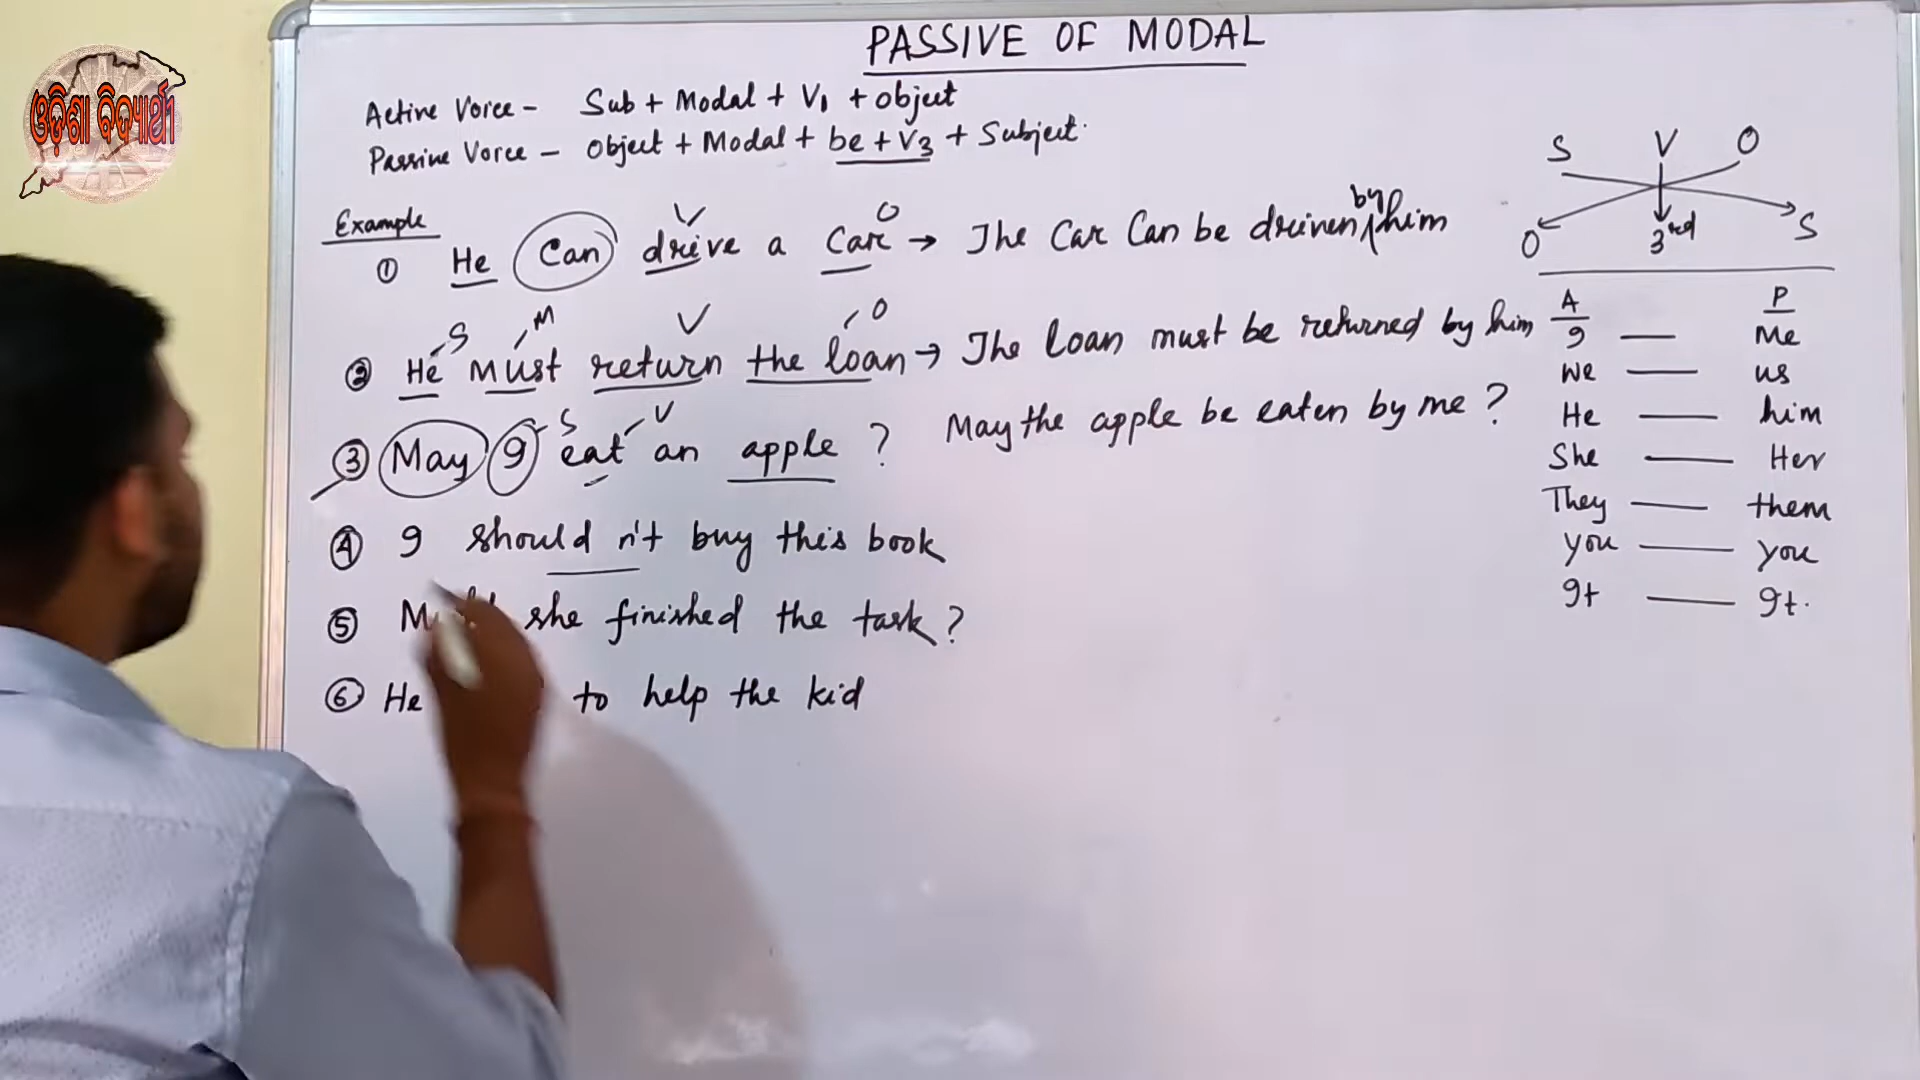 ଓଡ଼ିଶା ବିଦ୍ୟାର୍ଥୀ
PASSIVE OF MODAL
Active Voice - Sub + Modal + V1 + object
Passive Voice - object + Modal + be + V3 + Subject.
Example
① He Can drive a Car → The Car Can be driven by him
V O
② He must return the loan → The loan must be returned by him
S M V O
③ May I eat an apple ? May the apple be eaten by me ?
S V
④ I should n't buy this book
⑤ she finished the task ?
⑥ He to help the kid
S V O
O 3rd S
A P
I — Me
We — us
He — him
She — Her
They — them
you — you
It — It.